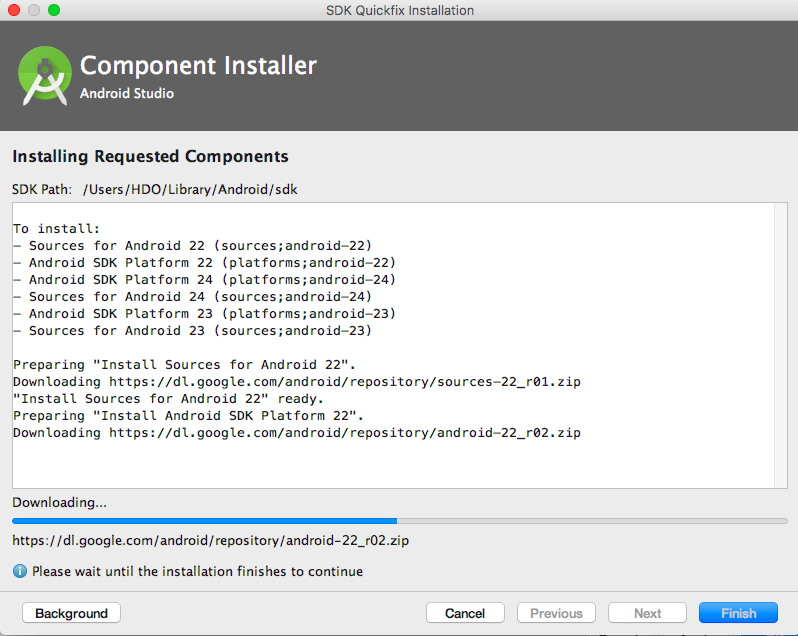 SDK Quickfix Installation
Component Installer
Android Studio
Installing Requested Components
SDK Path: /Users/HDO/Library/Android/sdk
To install:
- Sources for Android 22 (sources;android-22)
- Android SDK Platform 22 (platforms;android-22)
- Android SDK Platform 24 (platforms;android-24)
- Sources for Android 24 (sources;android-24)
- Android SDK Platform 23 (platforms;android-23)
- Sources for Android 23 (sources;android-23)
Preparing "Install Sources for Android 22".
Downloading https://dl.google.com/android/repository/sources-22_r01.zip
"Install Sources for Android 22" ready.
Preparing "Install Android SDK Platform 22".
Downloading https://dl.google.com/android/repository/android-22_r02.zip
Downloading...
https://dl.google.com/android/repository/android-22_r02.zip
Please wait until the installation finishes to continue
Background Cancel Previous Next Finish